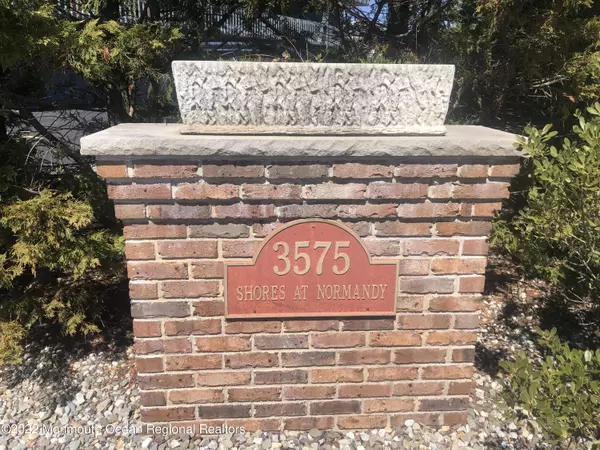 3575
SHORES AT NORMANDY
©2022 Monmouth Ocean Regional Realtors